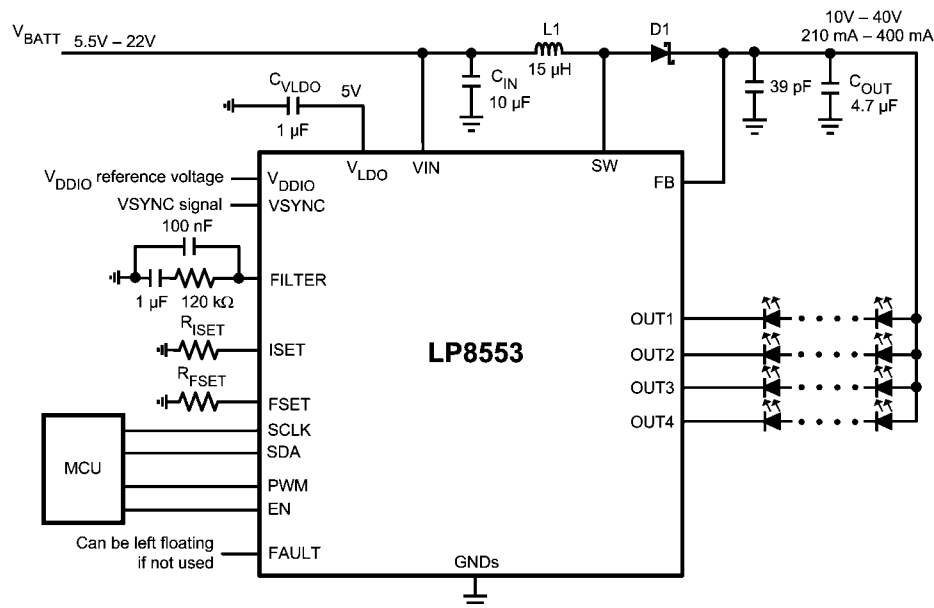 VBATT 5.5V – 22V
L1
15 µH
D1
10V – 40V
210 mA – 400 mA
CIN
10 µF
39 pF
COUT
4.7 µF
CVLDO
1 µF
5V
VLDO
VIN
SW
FB
VDDIO reference voltage
VDDIO
VSYNC signal
VSYNC
100 nF
1 µF
120 kΩ
FILTER
RISET
ISET
RFSET
FSET
LP8553
OUT1
OUT2
OUT3
OUT4
MCU
SCLK
SDA
PWM
EN
Can be left floating
if not used
FAULT
GNDs